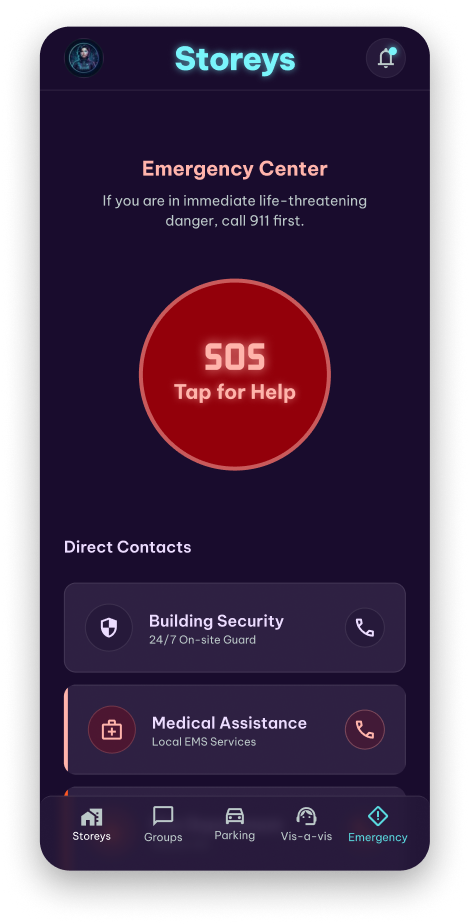 Storeys
Emergency Center
If you are in immediate life-threatening
danger, call 911 first.
SOS
Tap for Help
Direct Contacts
Building Security
24/7 On-site Guard
Medical Assistance
Local EMS Services
Storeys
Groups
Parking
Vis-a-vis
Emergency